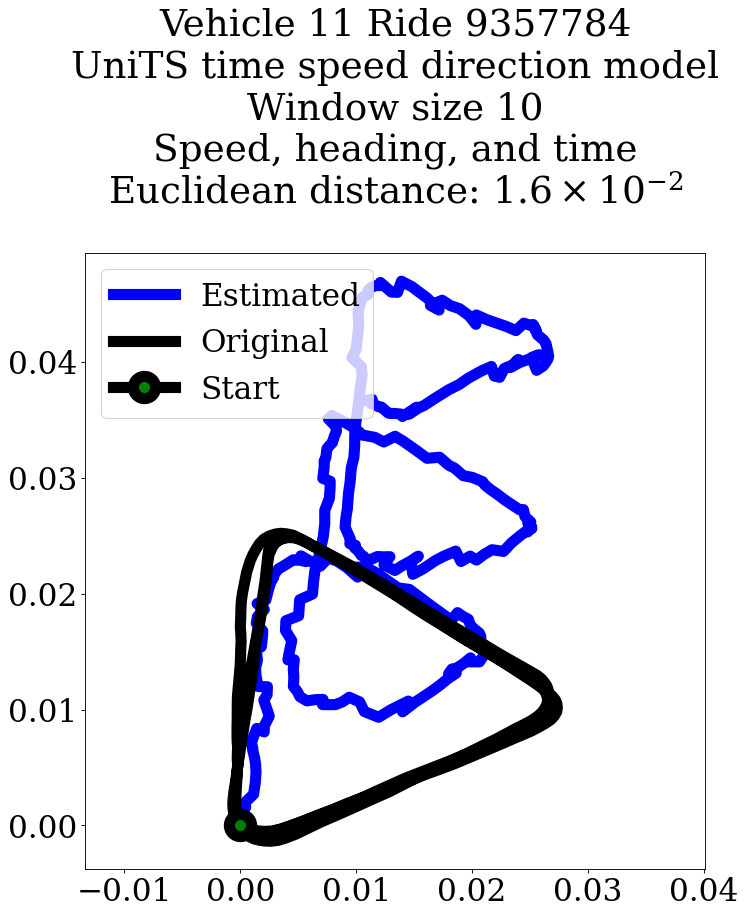 Vehicle 11 Ride 9357784
UniTS time speed direction model
Window size 10
Speed, heading, and time
Euclidean distance: 1.6 × 10⁻²
Estimated
Original
Start
0.04
0.03
0.02
0.01
0.00
−0.01 0.00 0.01 0.02 0.03 0.04